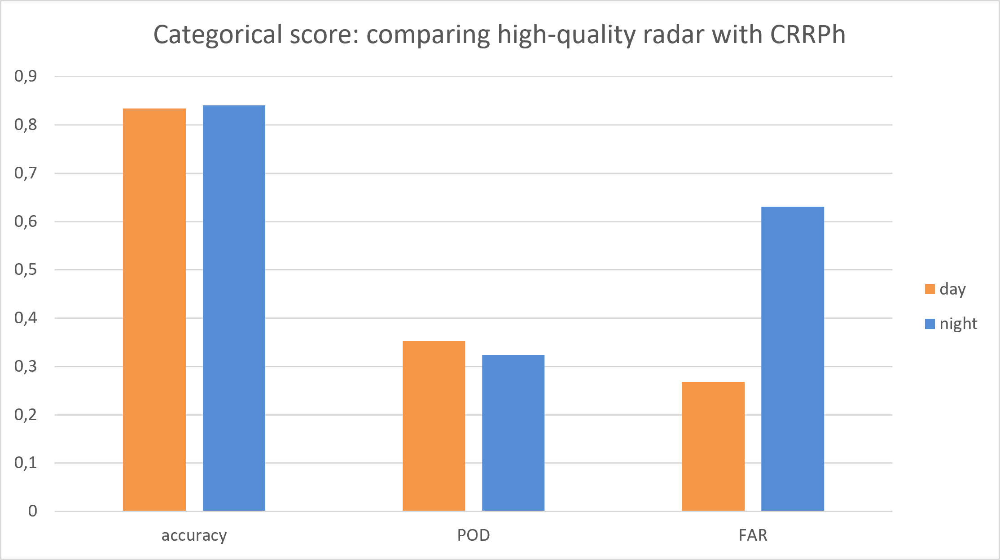 Categorical score: comparing high-quality radar with CRRPh
0,9
0,8
0,7
0,6
0,5
0,4
0,3
0,2
0,1
0
accuracy
POD
FAR
day
night